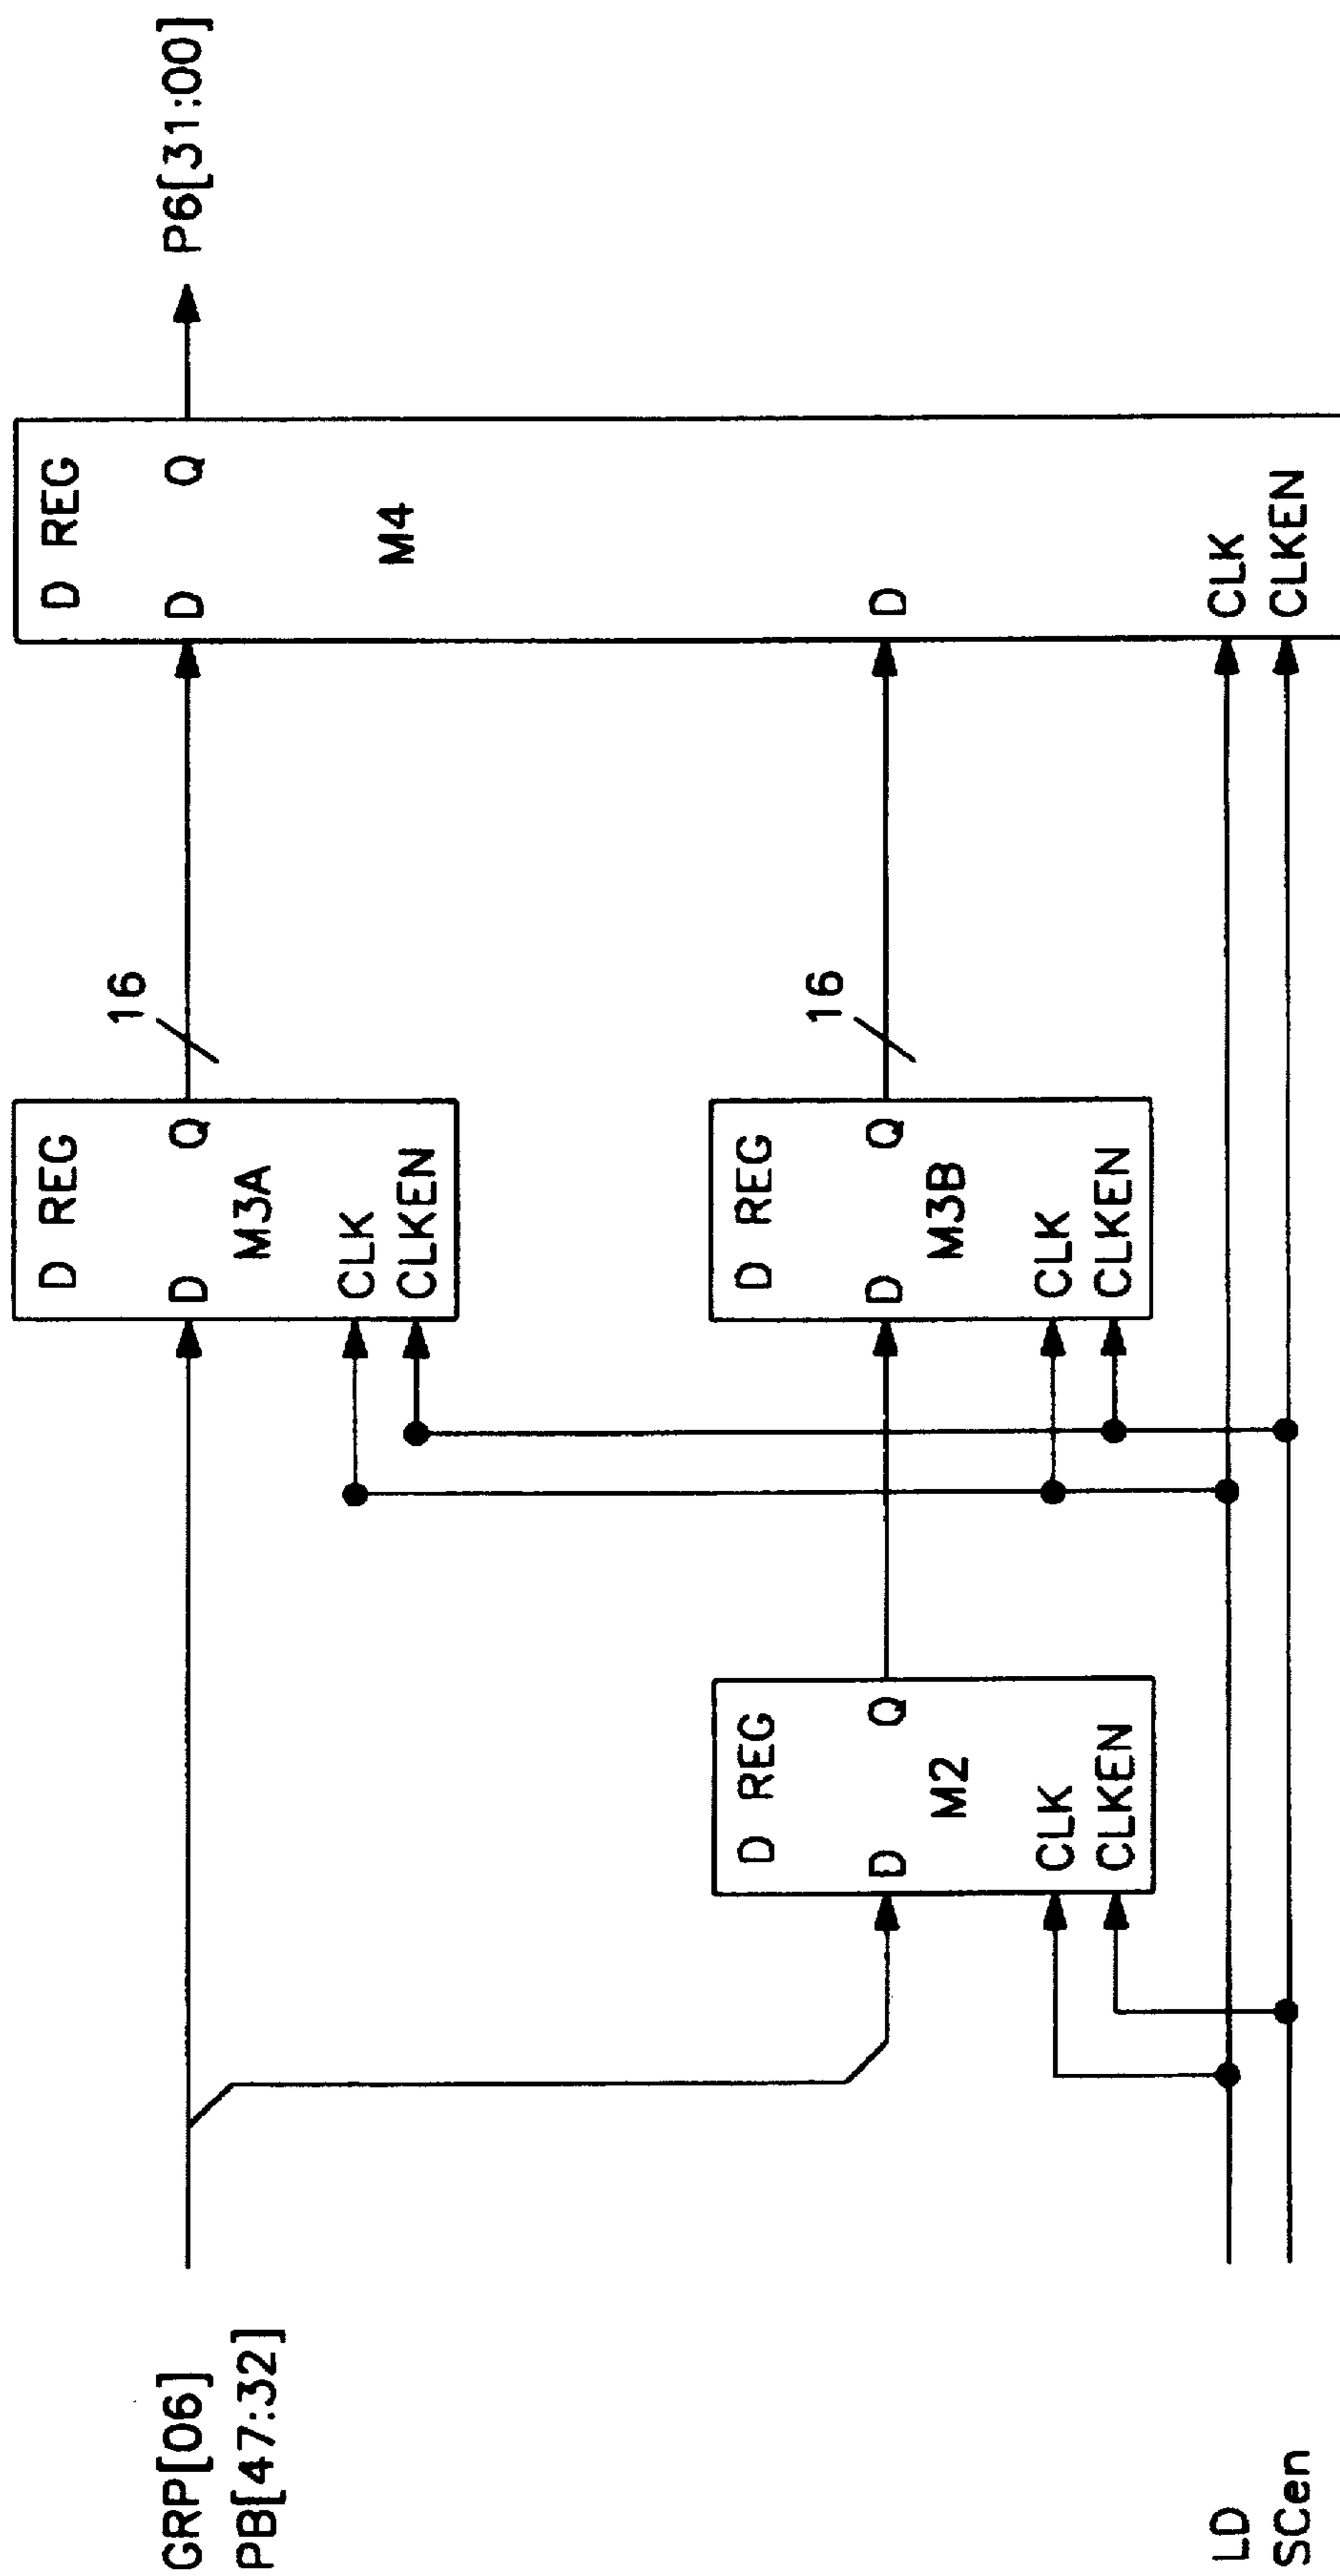 GRP[06]
PB[47:32]
LD
SCen
D REG
D Q
M2
CLK
CLKEN
D REG
D Q
M3A
CLK
CLKEN
16
D REG
D Q
M3B
CLK
CLKEN
16
D REG
D Q
M4
D
CLK
CLKEN
P6[31:00]